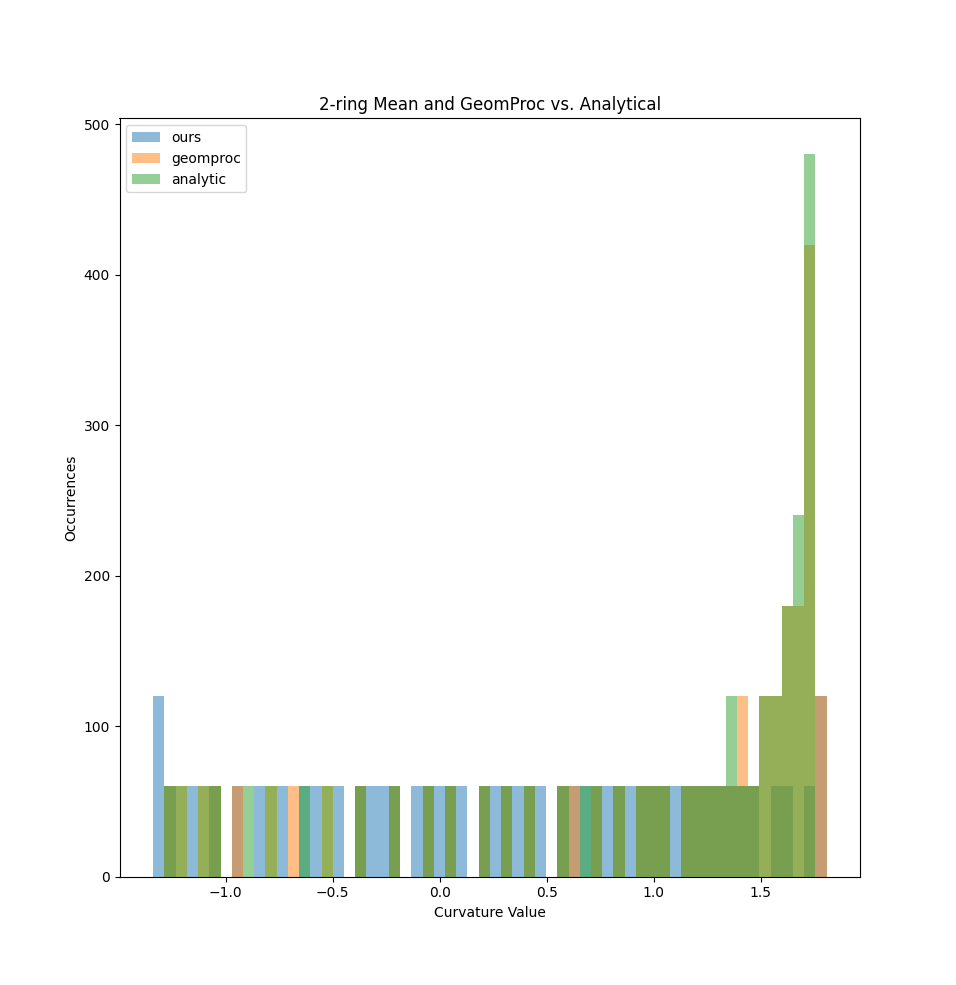 2-ring Mean and GeomProc vs. Analytical
500
ours
geomproc
analytic
400
300
Occurrences
200
100
0
−1.0 −0.5 0.0 0.5 1.0 1.5
Curvature Value